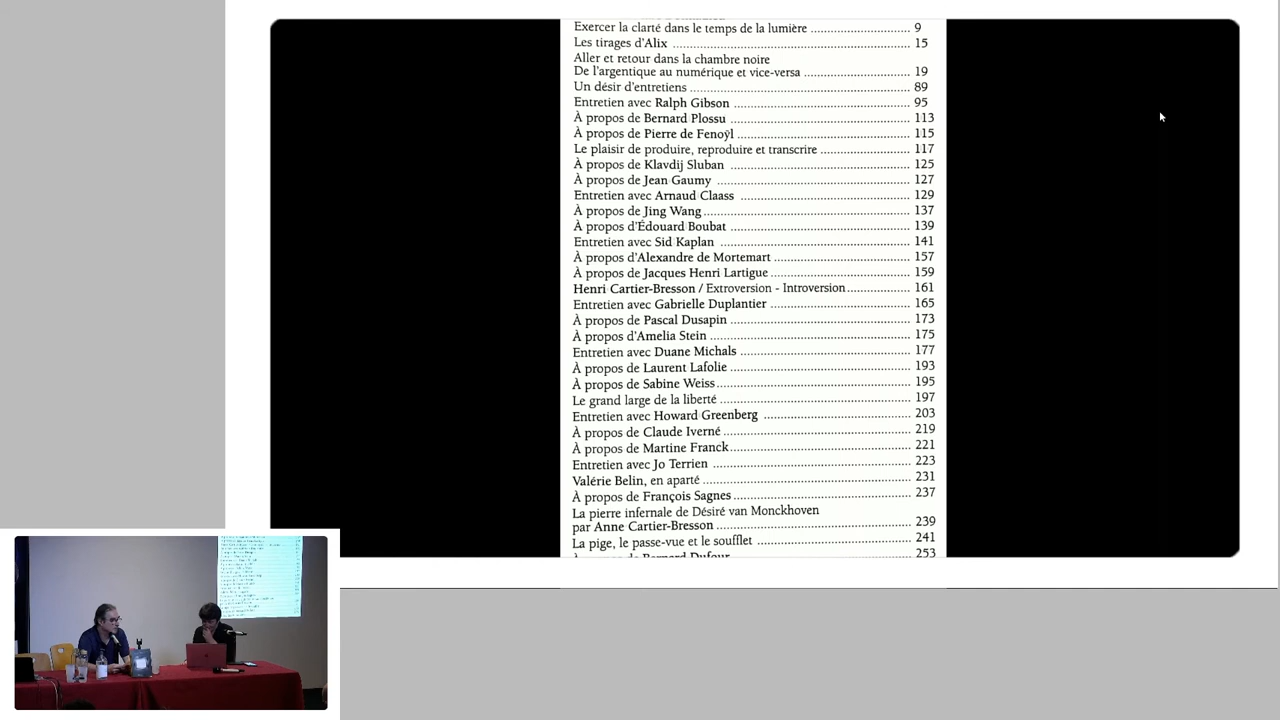 Exercer la clarté dans le temps de la lumière ........................ 9
Les tirages d'Alix ........................ 15
Aller et retour dans la chambre noire
De l'argentique au numérique et vice-versa ........................ 19
Un désir d'entretiens ........................ 89
Entretien avec Ralph Gibson ........................ 95
À propos de Bernard Plossu ........................ 113
À propos de Pierre de Fenoÿl ........................ 115
Le plaisir de produire, reproduire et transcrire ........................ 117
À propos de Klavdij Sluban ........................ 125
À propos de Jean Gaumy ........................ 127
Entretien avec Arnaud Claass ........................ 129
À propos de Jing Wang ........................ 137
À propos d'Édouard Boubat ........................ 139
Entretien avec Sid Kaplan ........................ 141
À propos d'Alexandre de Mortemart ........................ 157
À propos de Jacques Henri Lartigue ........................ 159
Henri Cartier-Bresson / Extroversion - Introversion ........................ 161
Entretien avec Gabrielle Duplantier ........................ 165
À propos de Pascal Dusapin ........................ 173
À propos d'Amelia Stein ........................ 175
Entretien avec Duane Michals ........................ 177
À propos de Laurent Lafolie ........................ 193
À propos de Sabine Weiss ........................ 195
Le grand large de la liberté ........................ 197
Entretien avec Howard Greenberg ........................ 203
À propos de Claude Iverné ........................ 219
À propos de Martine Franck ........................ 221
Entretien avec Jo Terrien ........................ 223
Valérie Belin, en aparté ........................ 231
À propos de François Sagnes ........................ 237
La pierre infernale de Désiré van Monckhoven
par Anne Cartier-Bresson ........................ 239
La pige, le passe-vue et le soufflet ........................ 241
À propos de Bernard Dufour ........................ 253